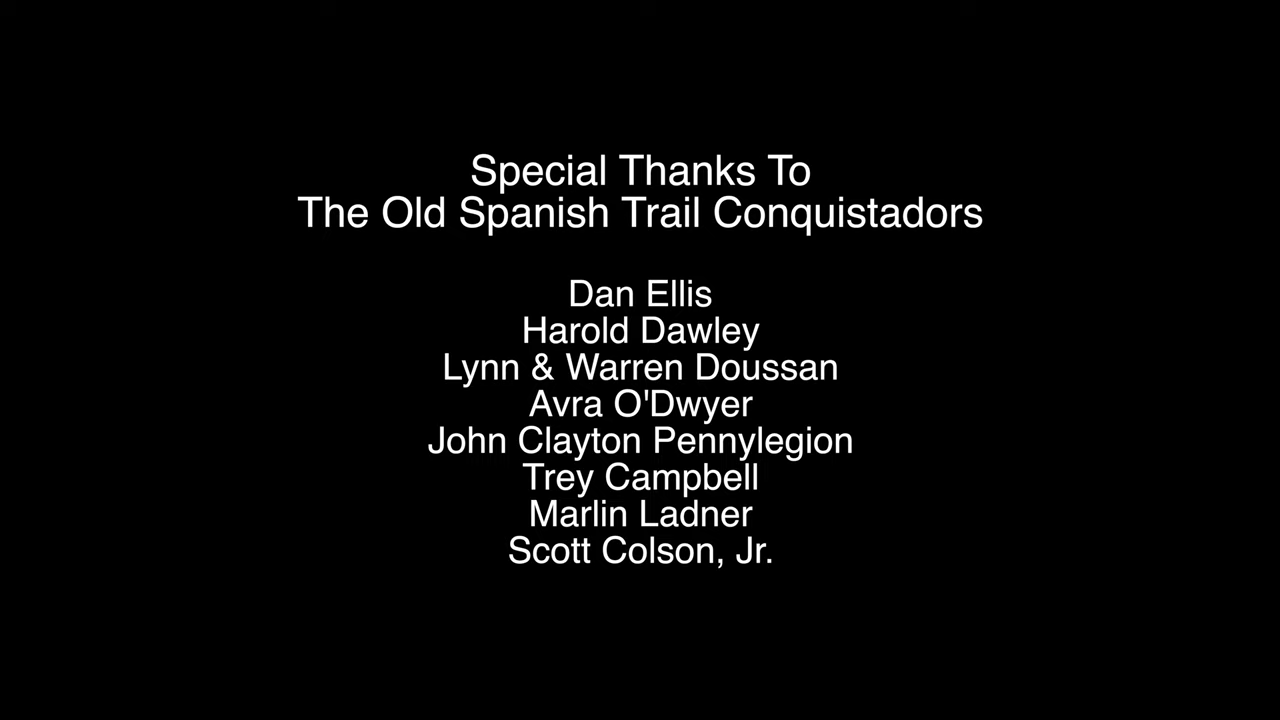 Special Thanks To
The Old Spanish Trail Conquistadors
Dan Ellis
Harold Dawley
Lynn & Warren Doussan
Avra O'Dwyer
John Clayton Pennylegion
Trey Campbell
Marlin Ladner
Scott Colson, Jr.